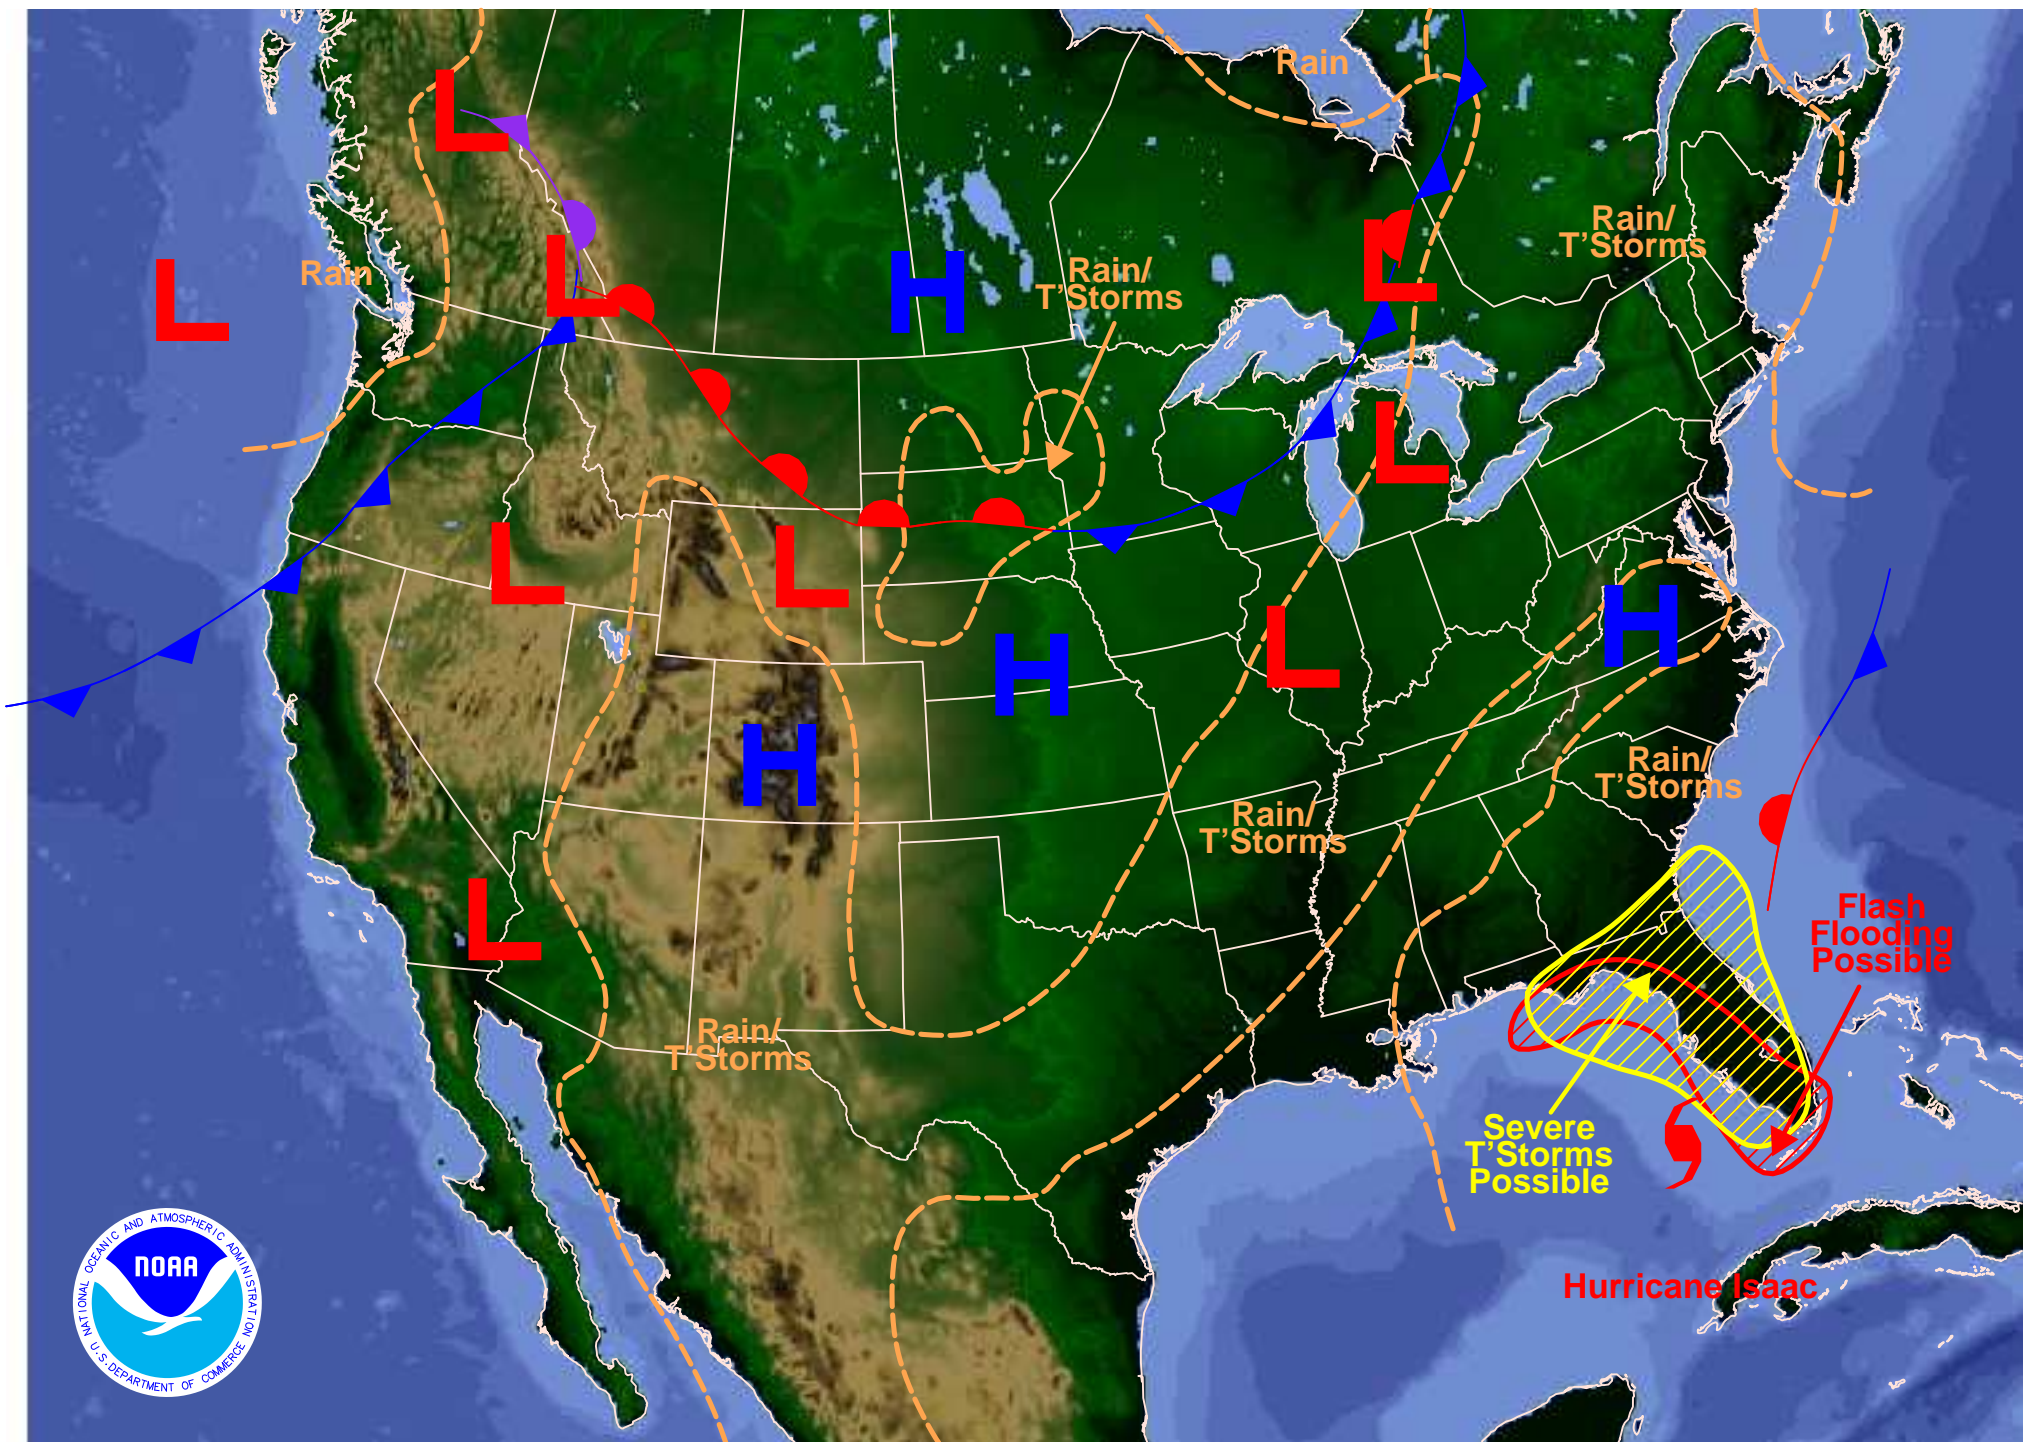 Rain
Rain/
T'Storms
Rain
Rain/
T'Storms
L
L
L
L
L
L
L
L
L
L
H
H
H
H
Rain/
T'Storms
Rain/
T'Storms
Rain/
T'Storms
Flash
Flooding
Possible
Severe
T'Storms
Possible
Hurricane Isaac
NATIONAL OCEANIC AND ATMOSPHERIC ADMINISTRATION
NOAA
U.S. DEPARTMENT OF COMMERCE